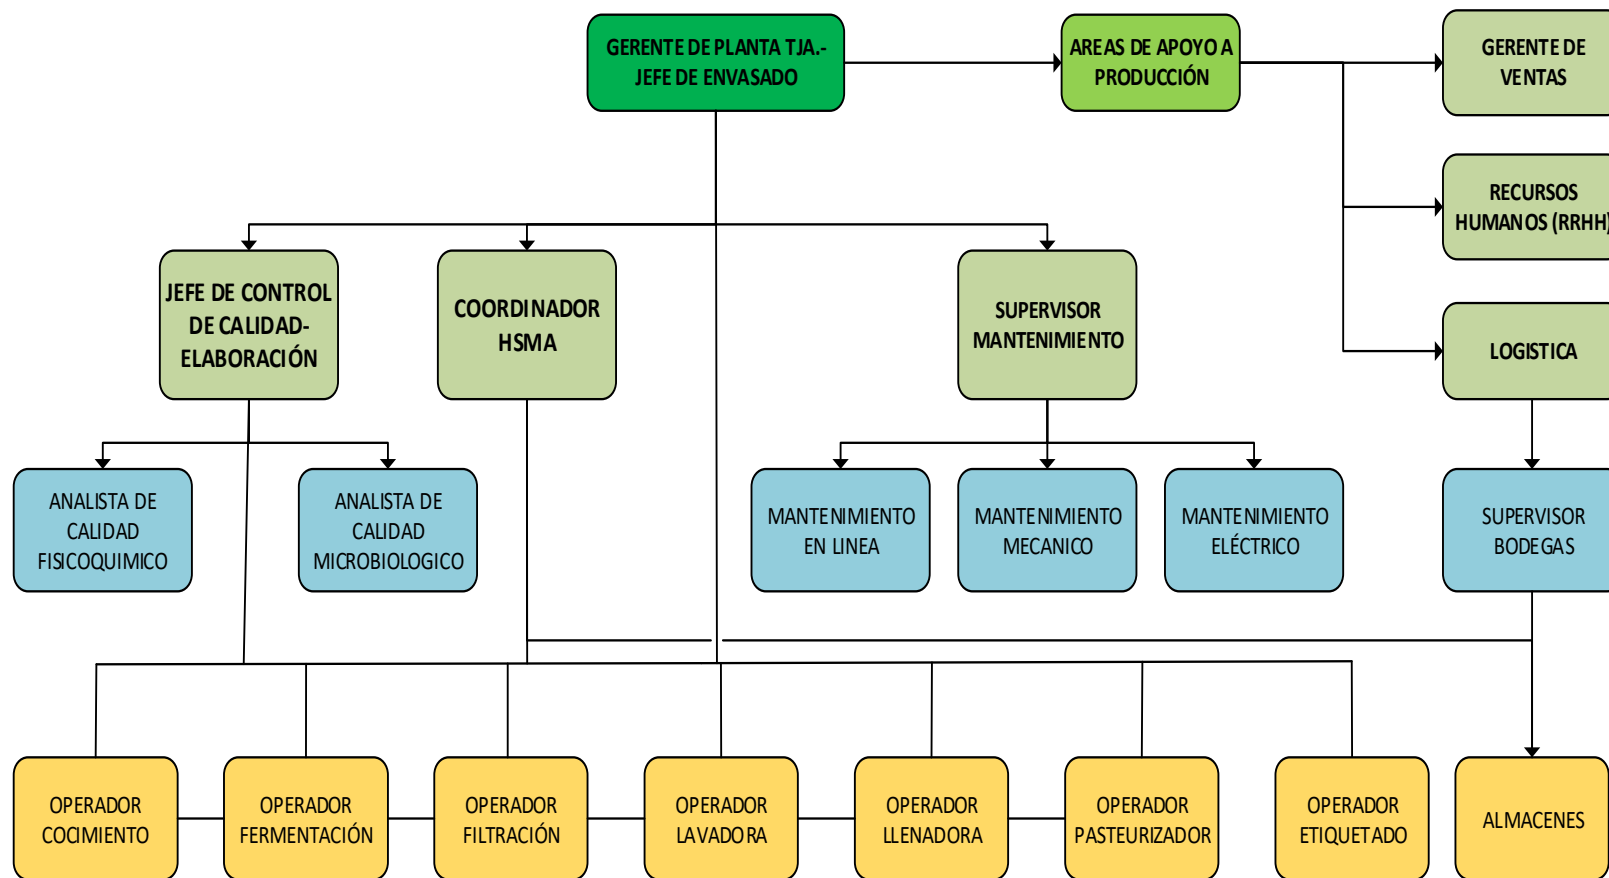 GERENTE DE PLANTA TJA.-
JEFE DE ENVASADO
AREAS DE APOYO A
PRODUCCIÓN
GERENTE DE
VENTAS
RECURSOS
HUMANOS (RRHH)
JEFE DE CONTROL
DE CALIDAD-
ELABORACIÓN
COORDINADOR
HSMA
SUPERVISOR
MANTENIMIENTO
LOGISTICA
ANALISTA DE
CALIDAD
FISICOQUIMICO
ANALISTA DE
CALIDAD
MICROBIOLOGICO
MANTENIMIENTO
EN LINEA
MANTENIMIENTO
MECANICO
MANTENIMIENTO
ELÉCTRICO
SUPERVISOR
BODEGAS
OPERADOR
COCIMIENTO
OPERADOR
FERMENTACIÓN
OPERADOR
FILTRACIÓN
OPERADOR
LAVADORA
OPERADOR
LLENADORA
OPERADOR
PASTEURIZADOR
OPERADOR
ETIQUETADO
ALMACENES